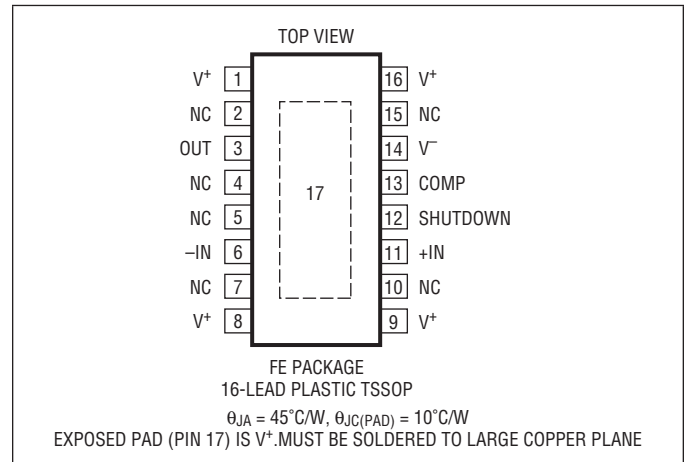 TOP VIEW
V+ 1 16 V+
NC 2 15 NC
OUT 3 14 V–
NC 4 13 COMP
17
NC 5 12 SHUTDOWN
–IN 6 11 +IN
NC 7 10 NC
V+ 8 9 V+
FE PACKAGE
16-LEAD PLASTIC TSSOP
θJA = 45°C/W, θJC(PAD) = 10°C/W
EXPOSED PAD (PIN 17) IS V+.MUST BE SOLDERED TO LARGE COPPER PLANE